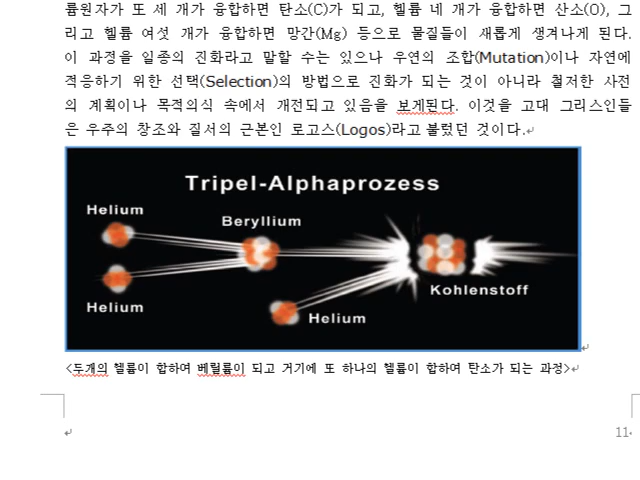 륨원자가 또 세 개가 융합하면 탄소(C)가 되고, 헬륨 네 개가 융합하면 산소(O), 그
리고 헬륨 여섯 개가 융합하면 망간(Mg) 등으로 물질들이 새롭게 생겨나게 된다.
이 과정을 일종의 진화라고 말할 수는 있으나 우연의 조합(Mutation)이나 자연에
적응하기 위한 선택(Selection)의 방법으로 진화가 되는 것이 아니라 철저한 사전
의 계획이나 목적의식 속에서 개전되고 있음을 보게된다. 이것을 고대 그리스인들
은 우주의 창조와 질서의 근본인 로고스(Logos)라고 불렀던 것이다.
Tripel-Alphaprozess
Helium
Beryllium
Helium
Helium
Kohlenstoff
<두개의 헬륨이 합하여 베릴륨이 되고 거기에 또 하나의 헬륨이 합하여 탄소가 되는 과정>
11